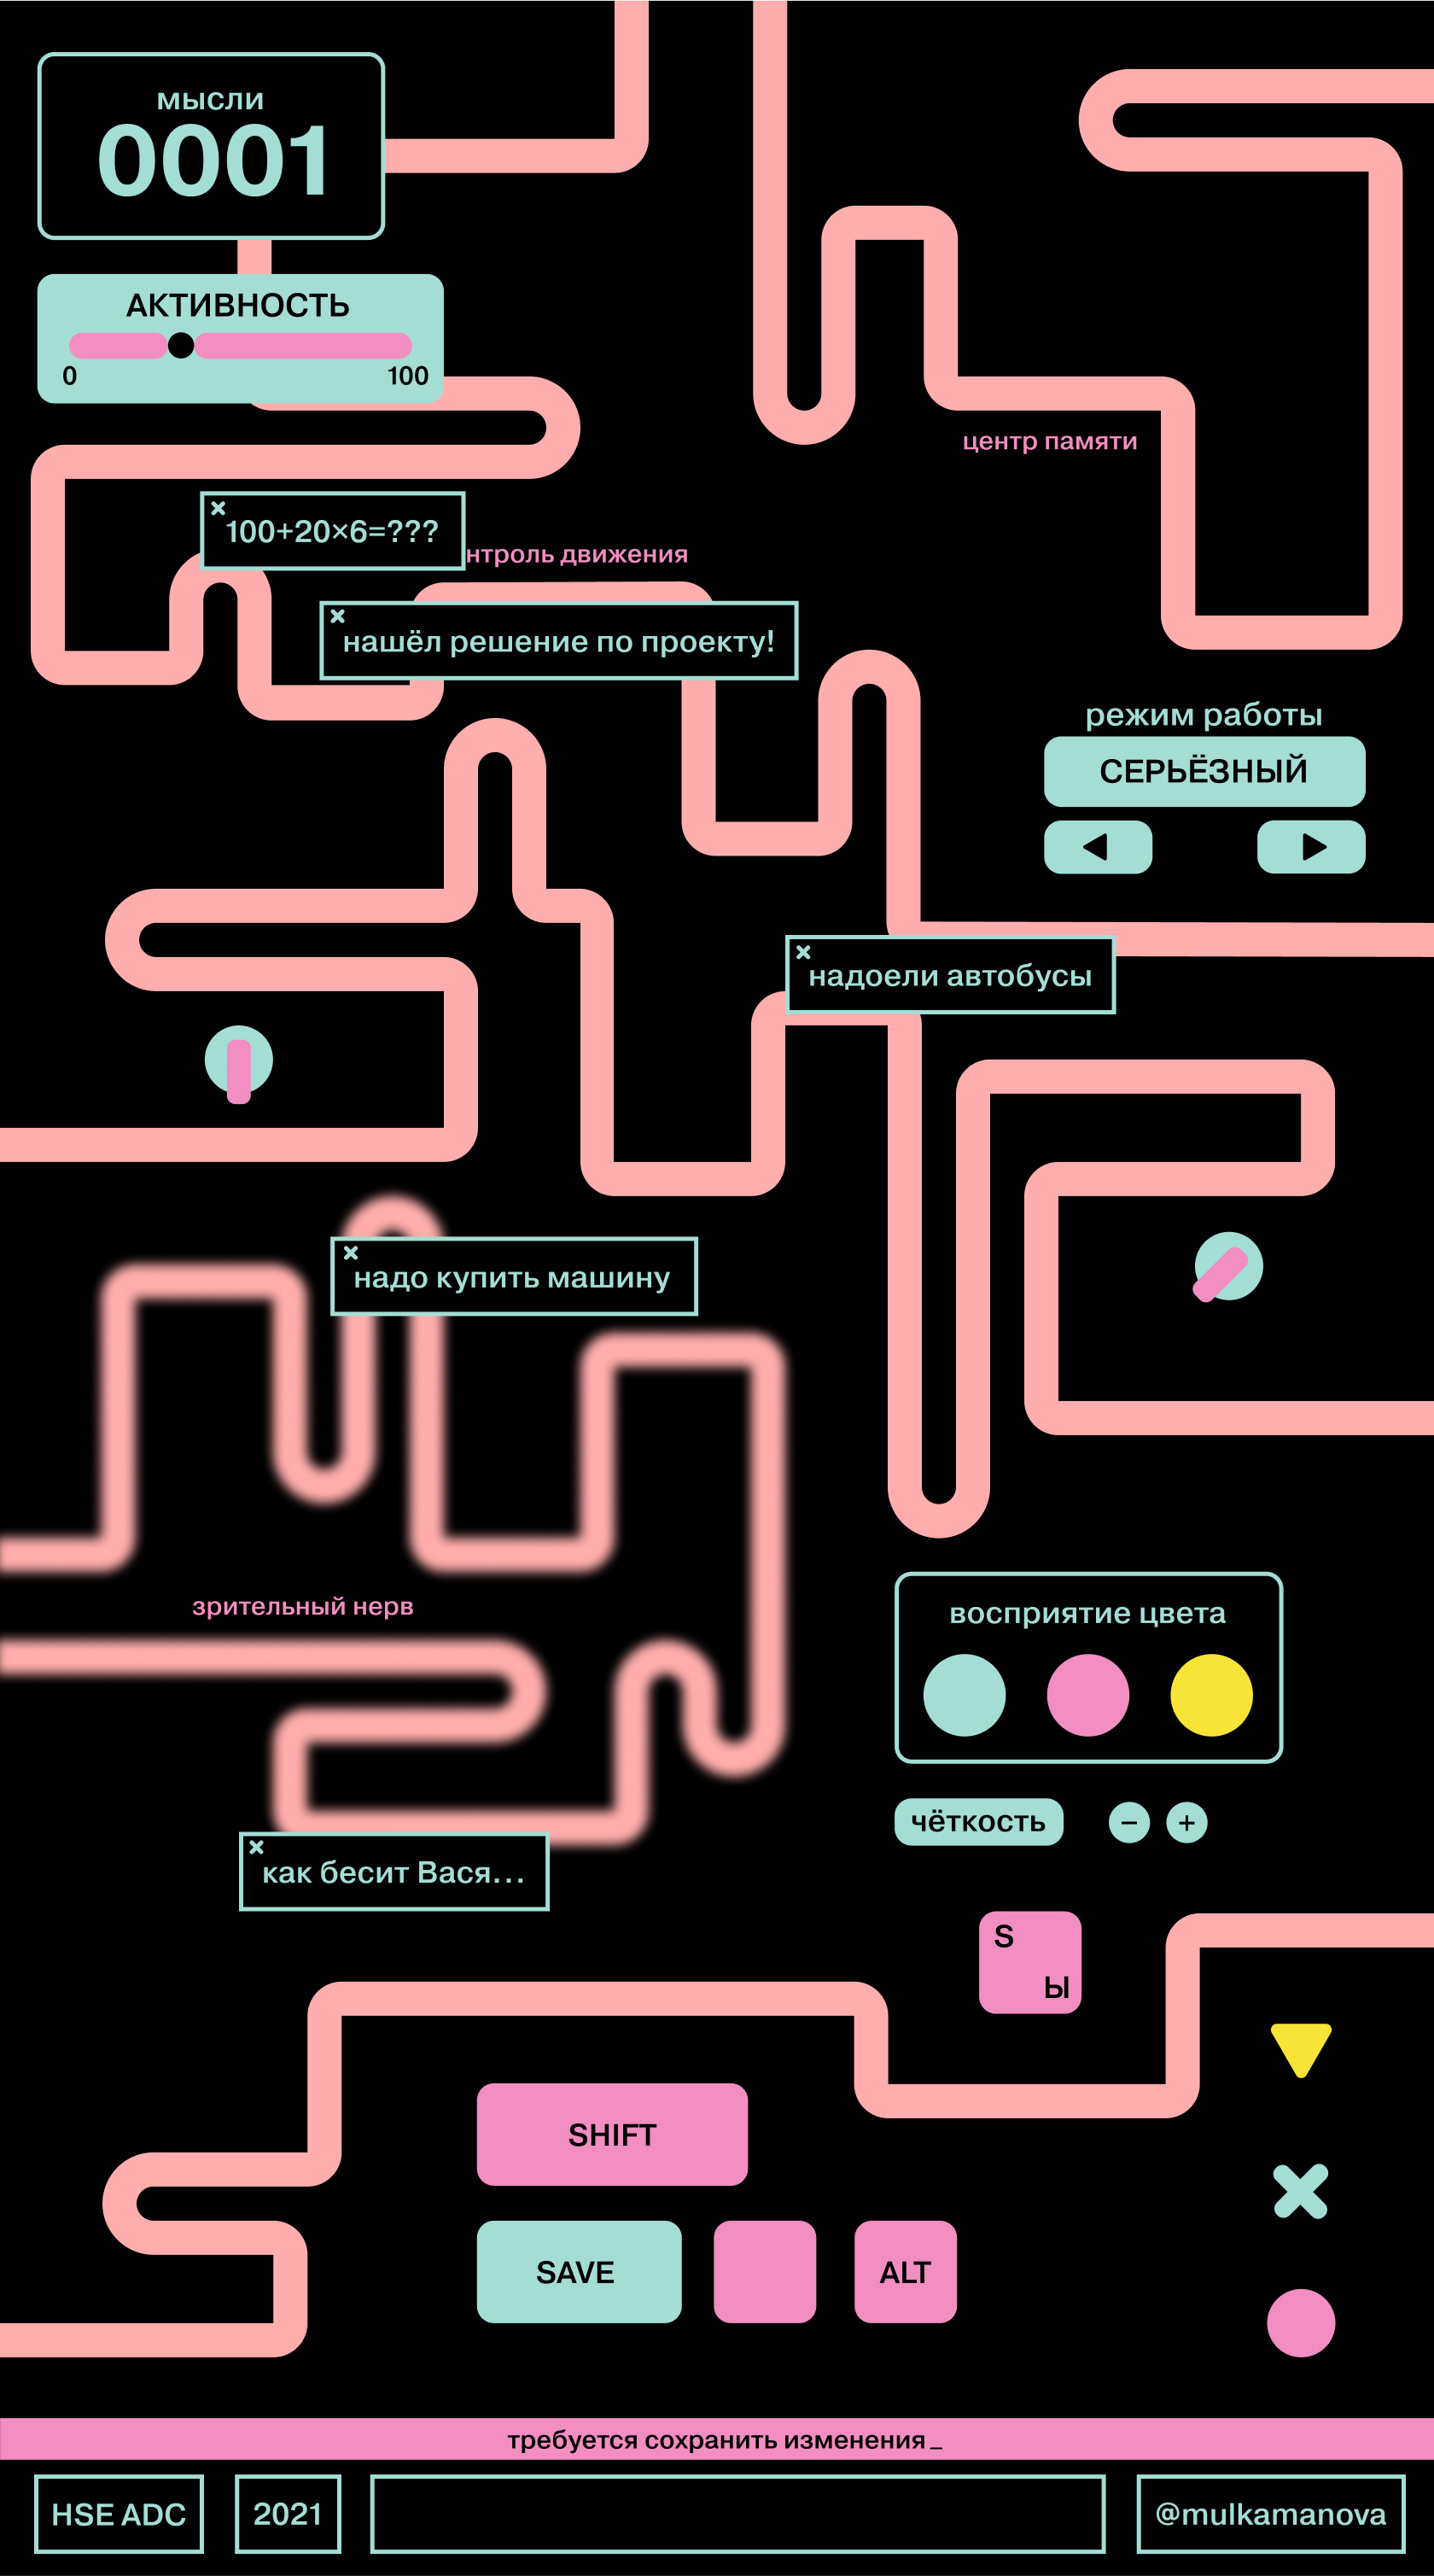 мысли
0001
АКТИВНОСТЬ
0 100
центр памяти
100+20×6=???
нтроль движения
нашёл решение по проекту!
режим работы
СЕРЬЁЗНЫЙ
надоели автобусы
надо купить машину
зрительный нерв
восприятие цвета
чёткость − +
как бесит Вася...
S
Ы
SHIFT
SAVE ALT
требуется сохранить изменения_
HSE ADC 2021 @mulkamanova